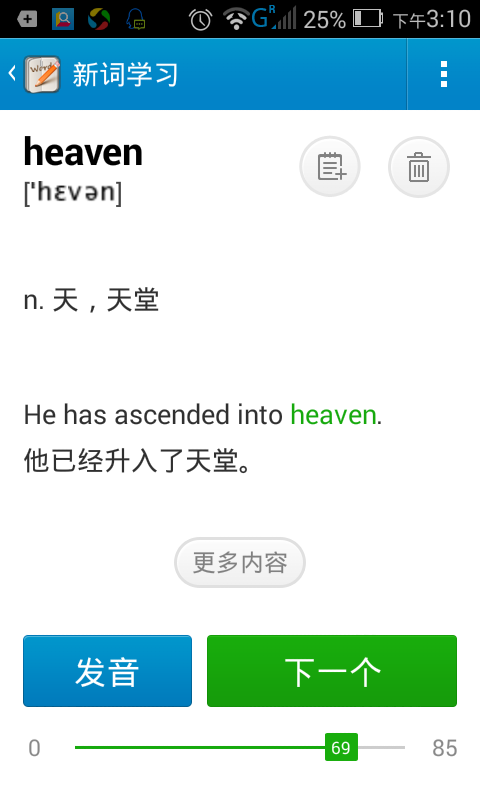 G R 25% 下午3:10
Words 新词学习
heaven
['hɛvən]
n. 天，天堂
He has ascended into heaven.
他已经升入了天堂。
更多内容
发音 下一个
0 69 85